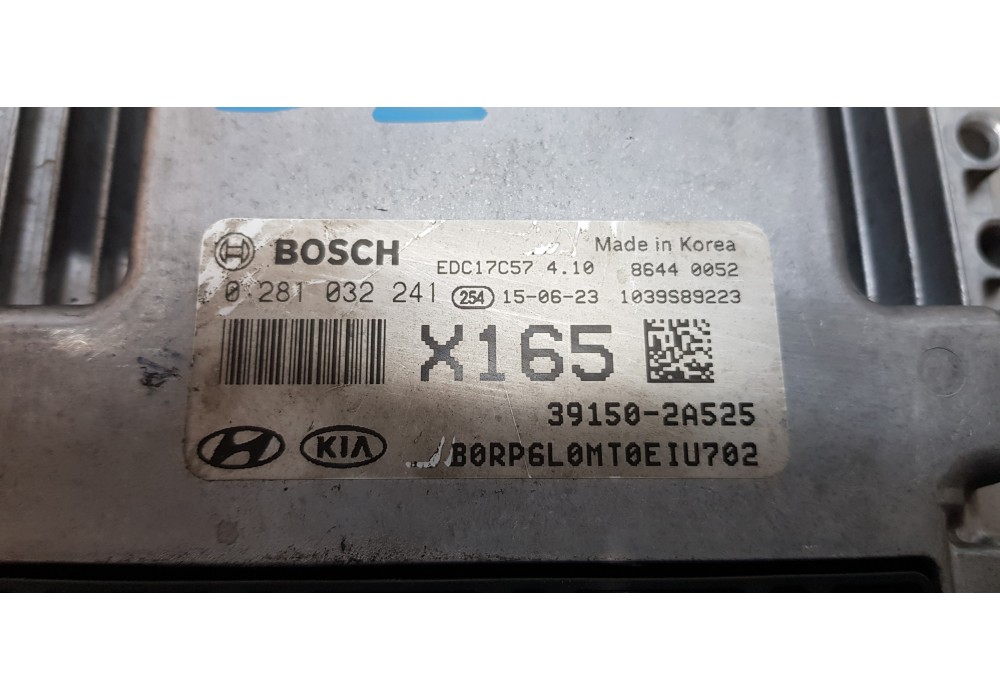 BOSCH Made in Korea
EDC17C57 4.10 8644 0052
0 281 032 241 254 15-06-23 1039S89223
X165
39150-2A525
KIA B0RP6L0MT0EIU702